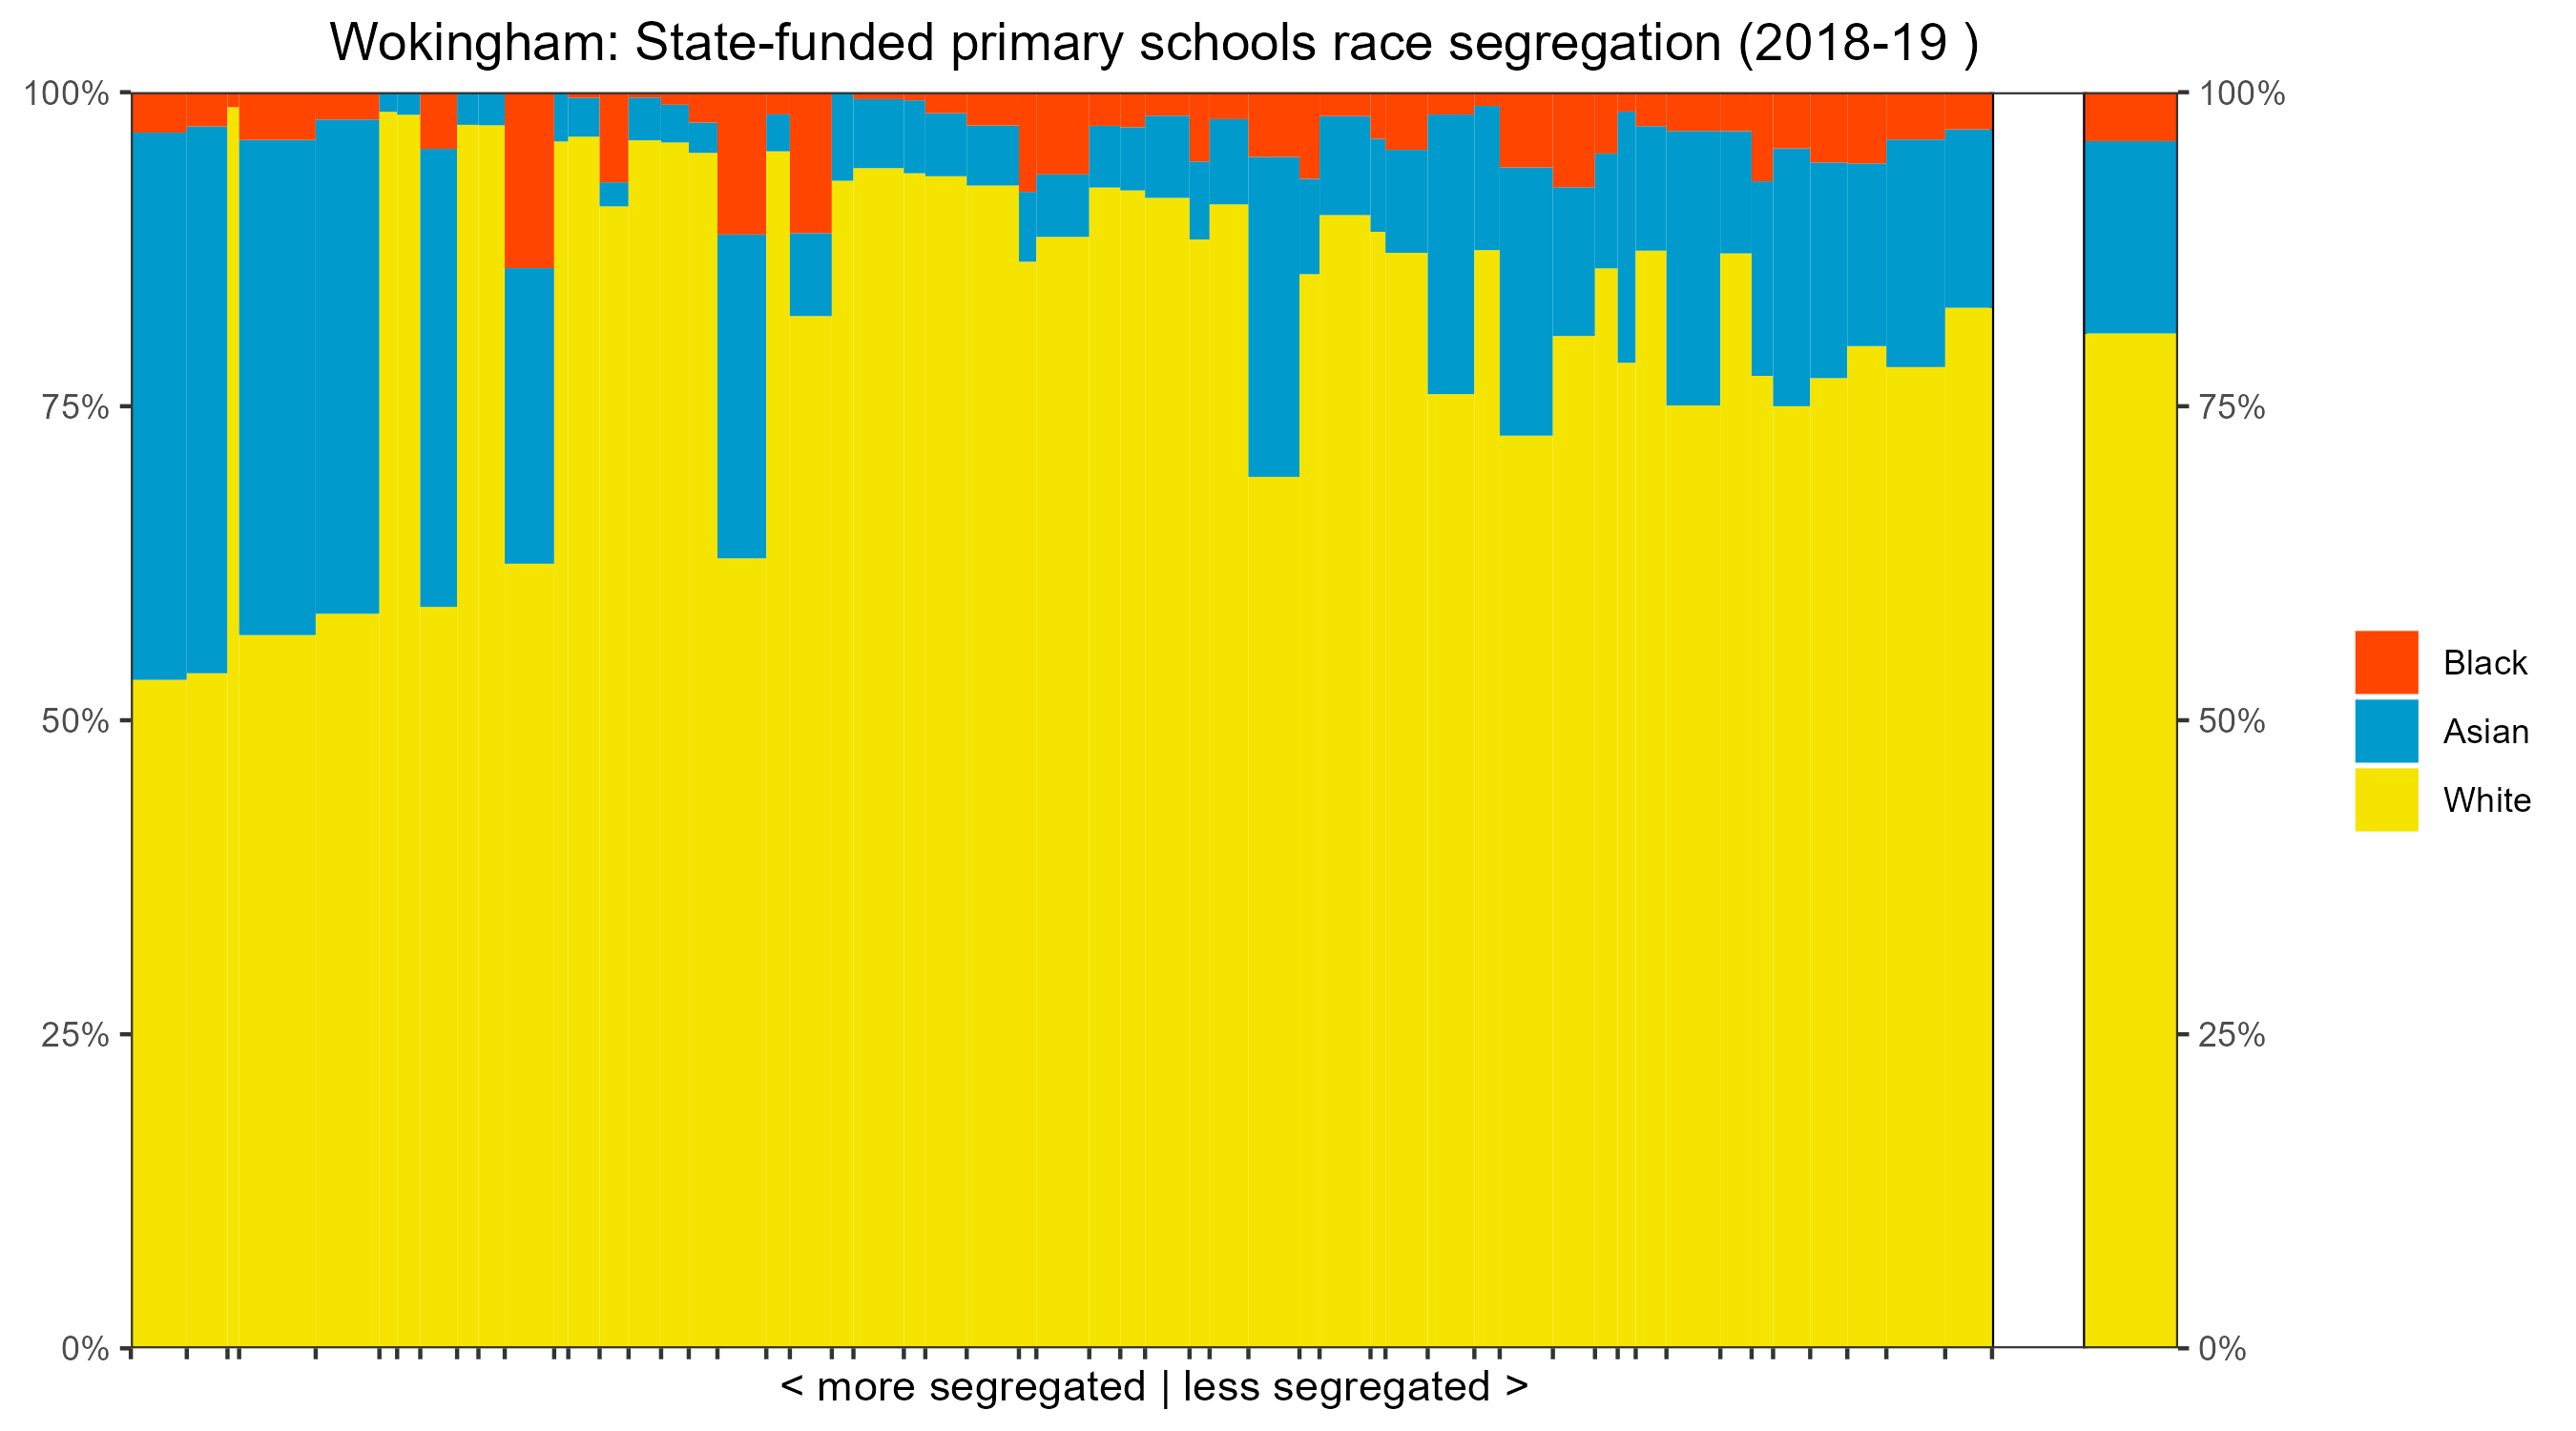 Wokingham: State-funded primary schools race segregation (2018-19 )
100%
75%
50%
25%
0%
100%
75%
50%
25%
0%
Black
Asian
White
< more segregated | less segregated >